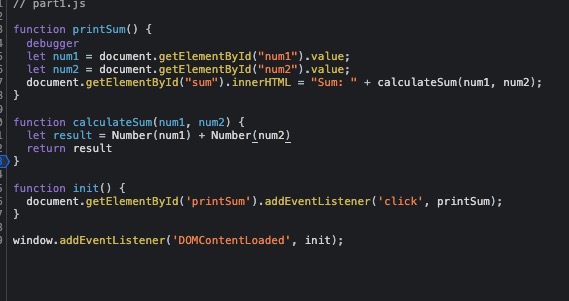 // part1.js
function printSum() {
debugger
let num1 = document.getElementById("num1").value;
let num2 = document.getElementById("num2").value;
document.getElementById("sum").innerHTML = "Sum: " + calculateSum(num1, num2);
}
function calculateSum(num1, num2) {
let result = Number(num1) + Number(num2)
return result
}
function init() {
document.getElementById('printSum').addEventListener('click', printSum);
}
window.addEventListener('DOMContentLoaded', init);